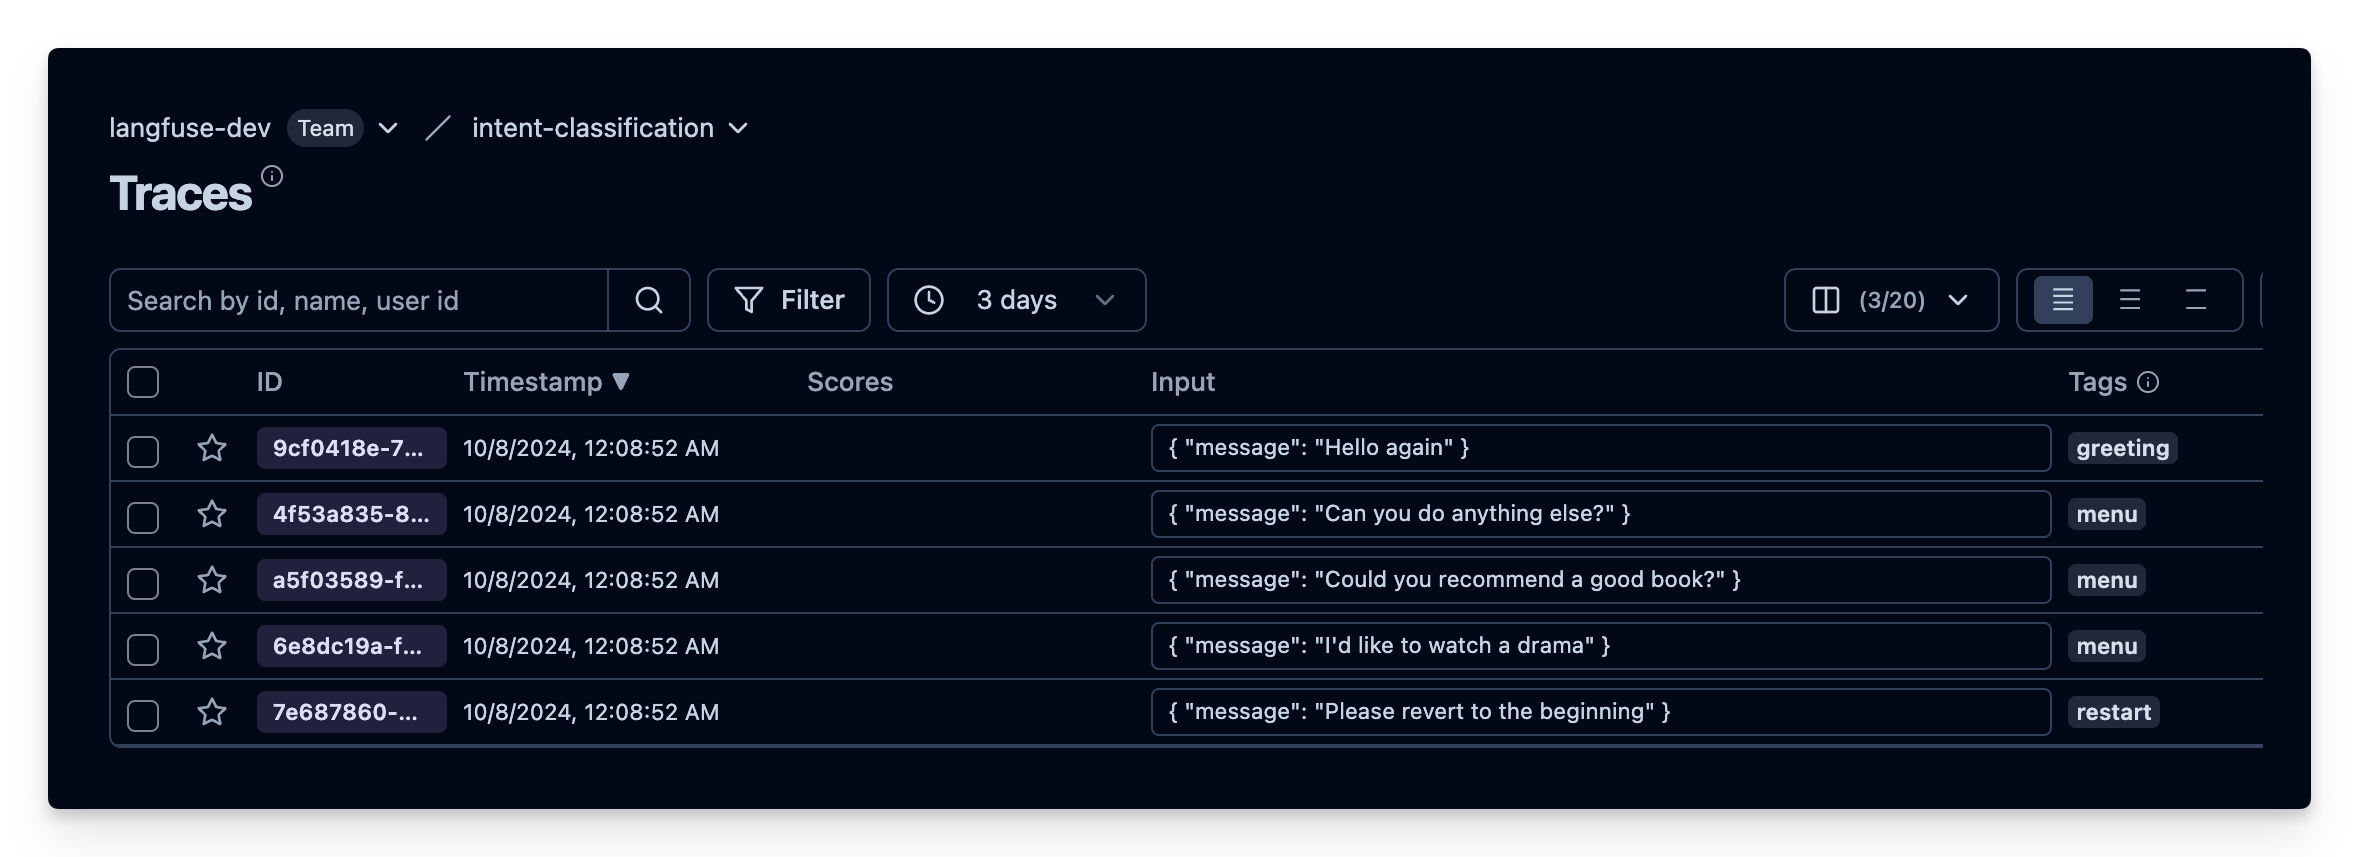 langfuse-dev Team intent-classification
Traces
Search by id, name, user id Filter 3 days (3/20)
ID Timestamp ▼ Scores Input Tags
9cf0418e-7... 10/8/2024, 12:08:52 AM { "message": "Hello again" } greeting
4f53a835-8... 10/8/2024, 12:08:52 AM { "message": "Can you do anything else?" } menu
a5f03589-f... 10/8/2024, 12:08:52 AM { "message": "Could you recommend a good book?" } menu
6e8dc19a-f... 10/8/2024, 12:08:52 AM { "message": "I'd like to watch a drama" } menu
7e687860-... 10/8/2024, 12:08:52 AM { "message": "Please revert to the beginning" } restart